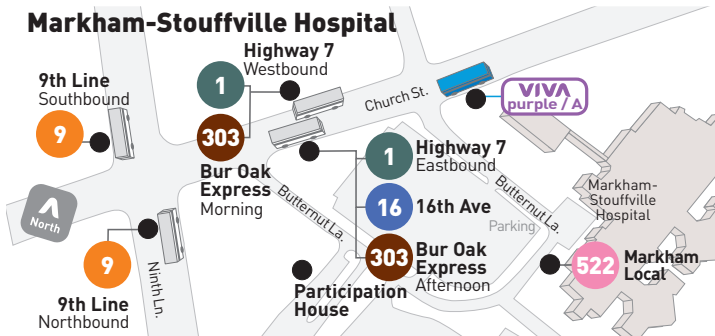 Markham-Stouffville Hospital
Highway 7
Westbound
1
303
Bur Oak
Express
Morning
9th Line
Southbound
9
Church St.
VIVA
purple / A
1
Highway 7
Eastbound
16
16th Ave
303
Bur Oak
Express
Afternoon
Butternut La.
Butternut La.
Parking
Markham-
Stouffville
Hospital
522
Markham
Local
North
9
9th Line
Northbound
Ninth Ln.
Participation
House